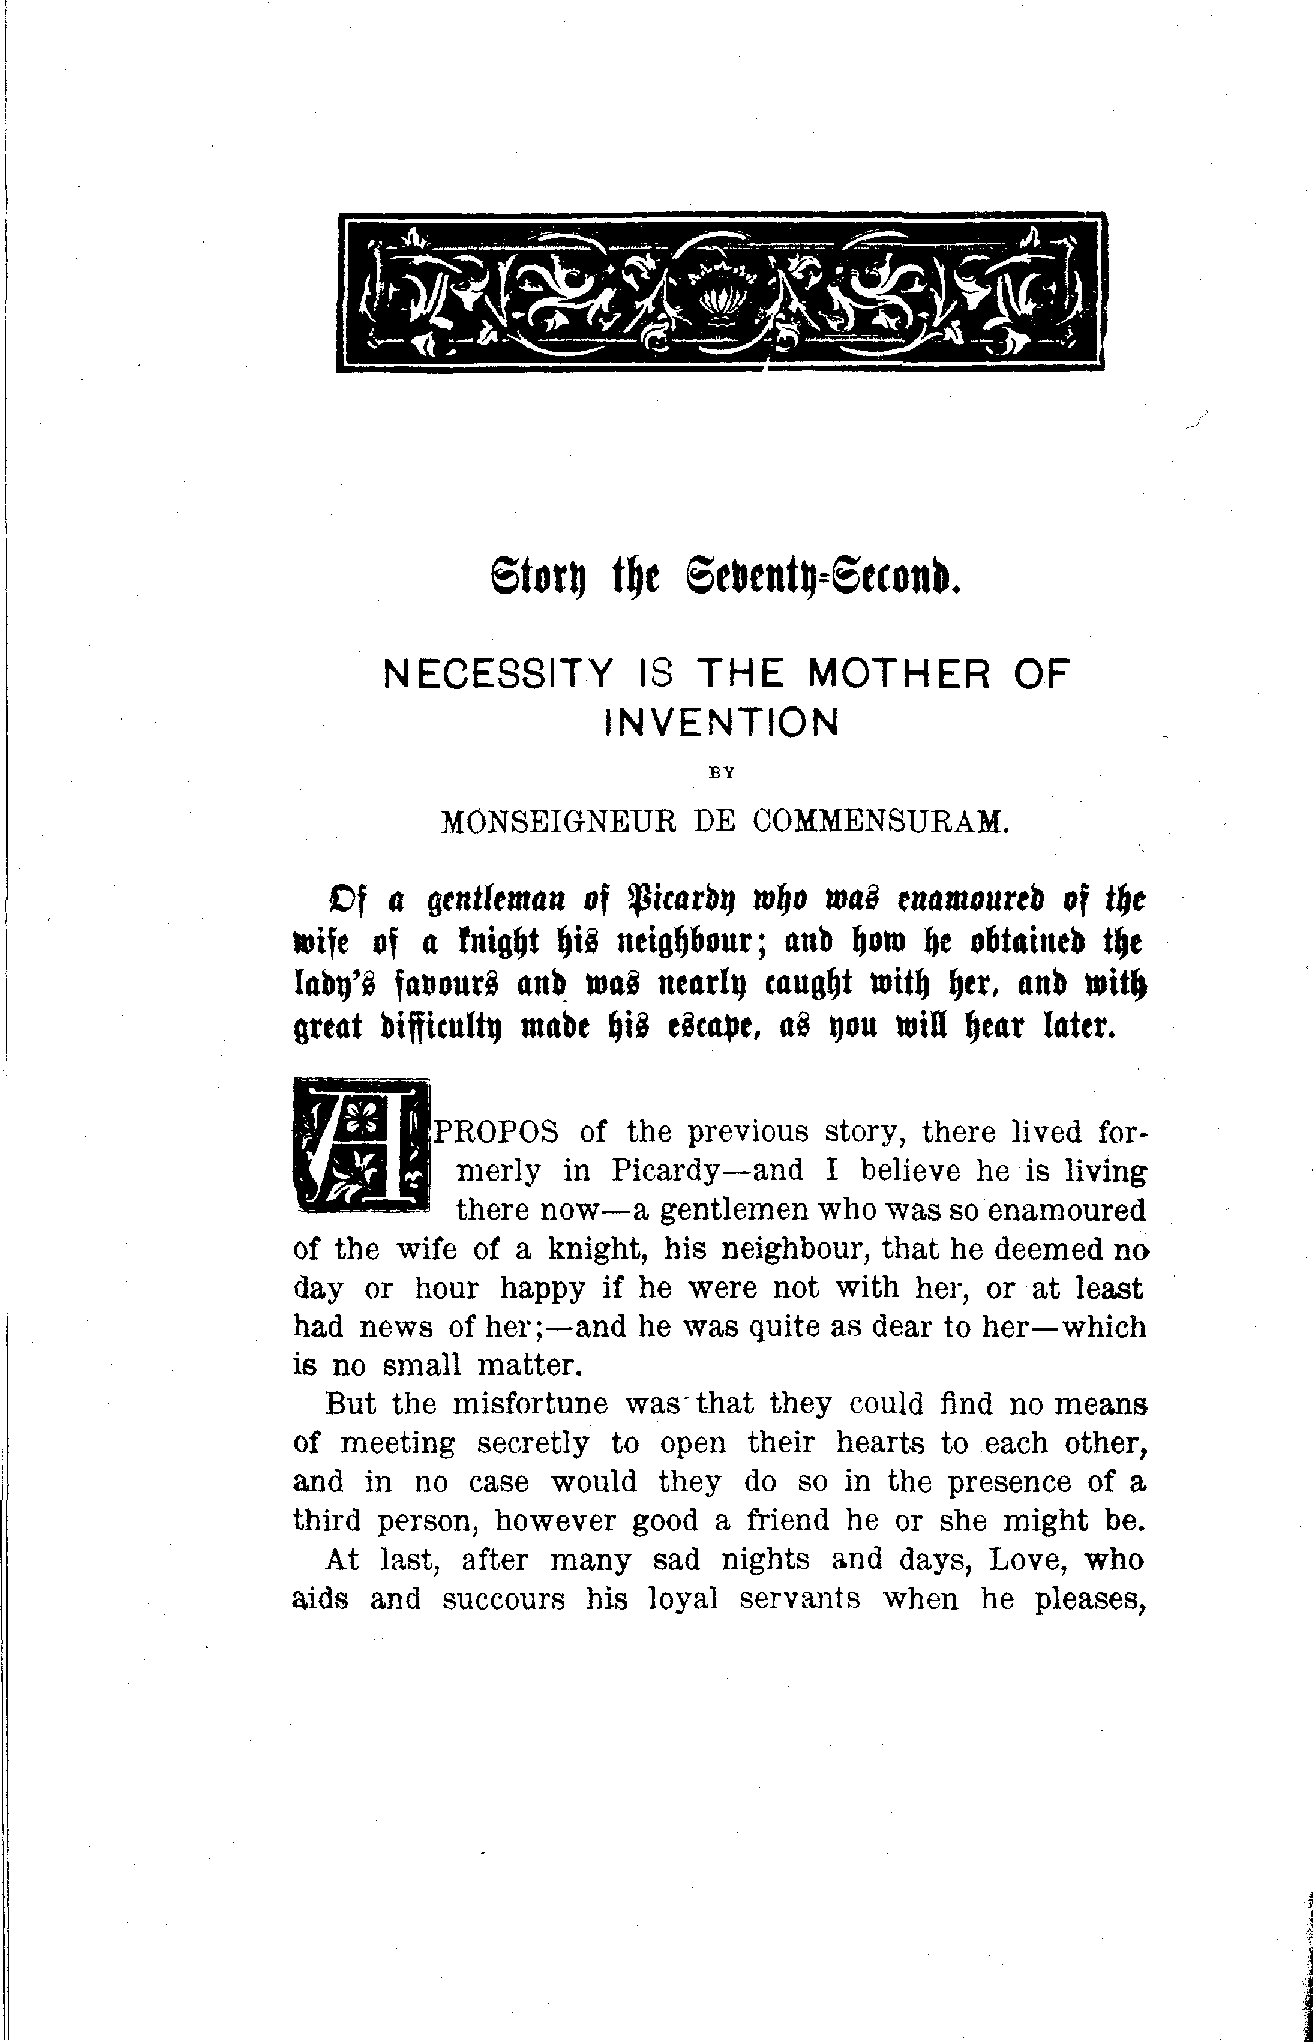 Story the Seventy-Second.
NECESSITY IS THE MOTHER OF
INVENTION
BY
MONSEIGNEUR DE COMMENSURAM.
Of a gentleman of Picardy who was enamoured of the
wife of a knight his neighbour; and how he obtained the
lady's favours and was nearly caught with her, and with
great difficulty made his escape, as you will hear later.
APROPOS of the previous story, there lived for-
merly in Picardy—and I believe he is living
there now—a gentlemen who was so enamoured
of the wife of a knight, his neighbour, that he deemed no
day or hour happy if he were not with her, or at least
had news of her;—and he was quite as dear to her—which
is no small matter.
But the misfortune was that they could find no means
of meeting secretly to open their hearts to each other,
and in no case would they do so in the presence of a
third person, however good a friend he or she might be.
At last, after many sad nights and days, Love, who
aids and succours his loyal servants when he pleases,